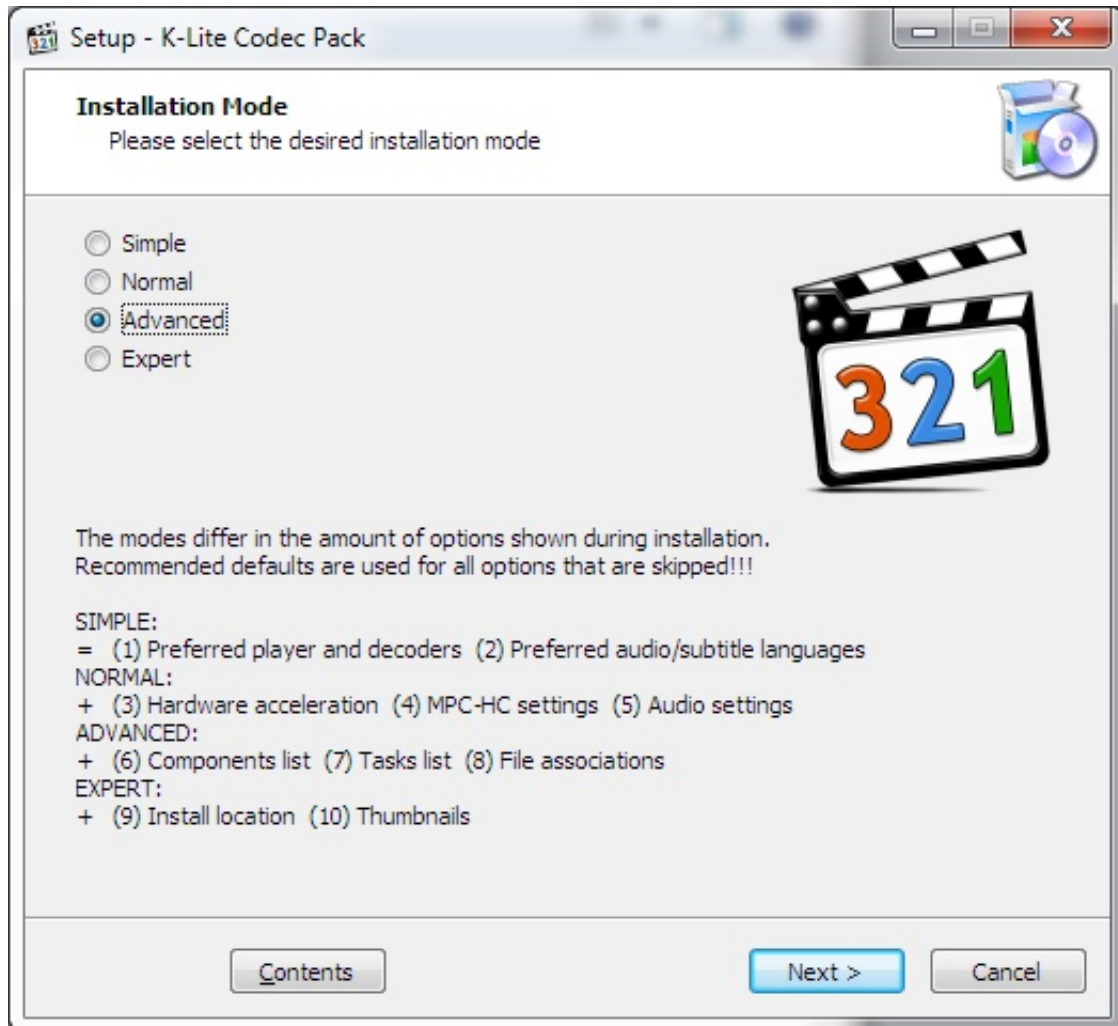 Setup - K-Lite Codec Pack
Installation Mode
Please select the desired installation mode
Simple
Normal
Advanced
Expert
321
The modes differ in the amount of options shown during installation.
Recommended defaults are used for all options that are skipped!!!
SIMPLE:
= (1) Preferred player and decoders (2) Preferred audio/subtitle languages
NORMAL:
+ (3) Hardware acceleration (4) MPC-HC settings (5) Audio settings
ADVANCED:
+ (6) Components list (7) Tasks list (8) File associations
EXPERT:
+ (9) Install location (10) Thumbnails
Contents
Next >
Cancel